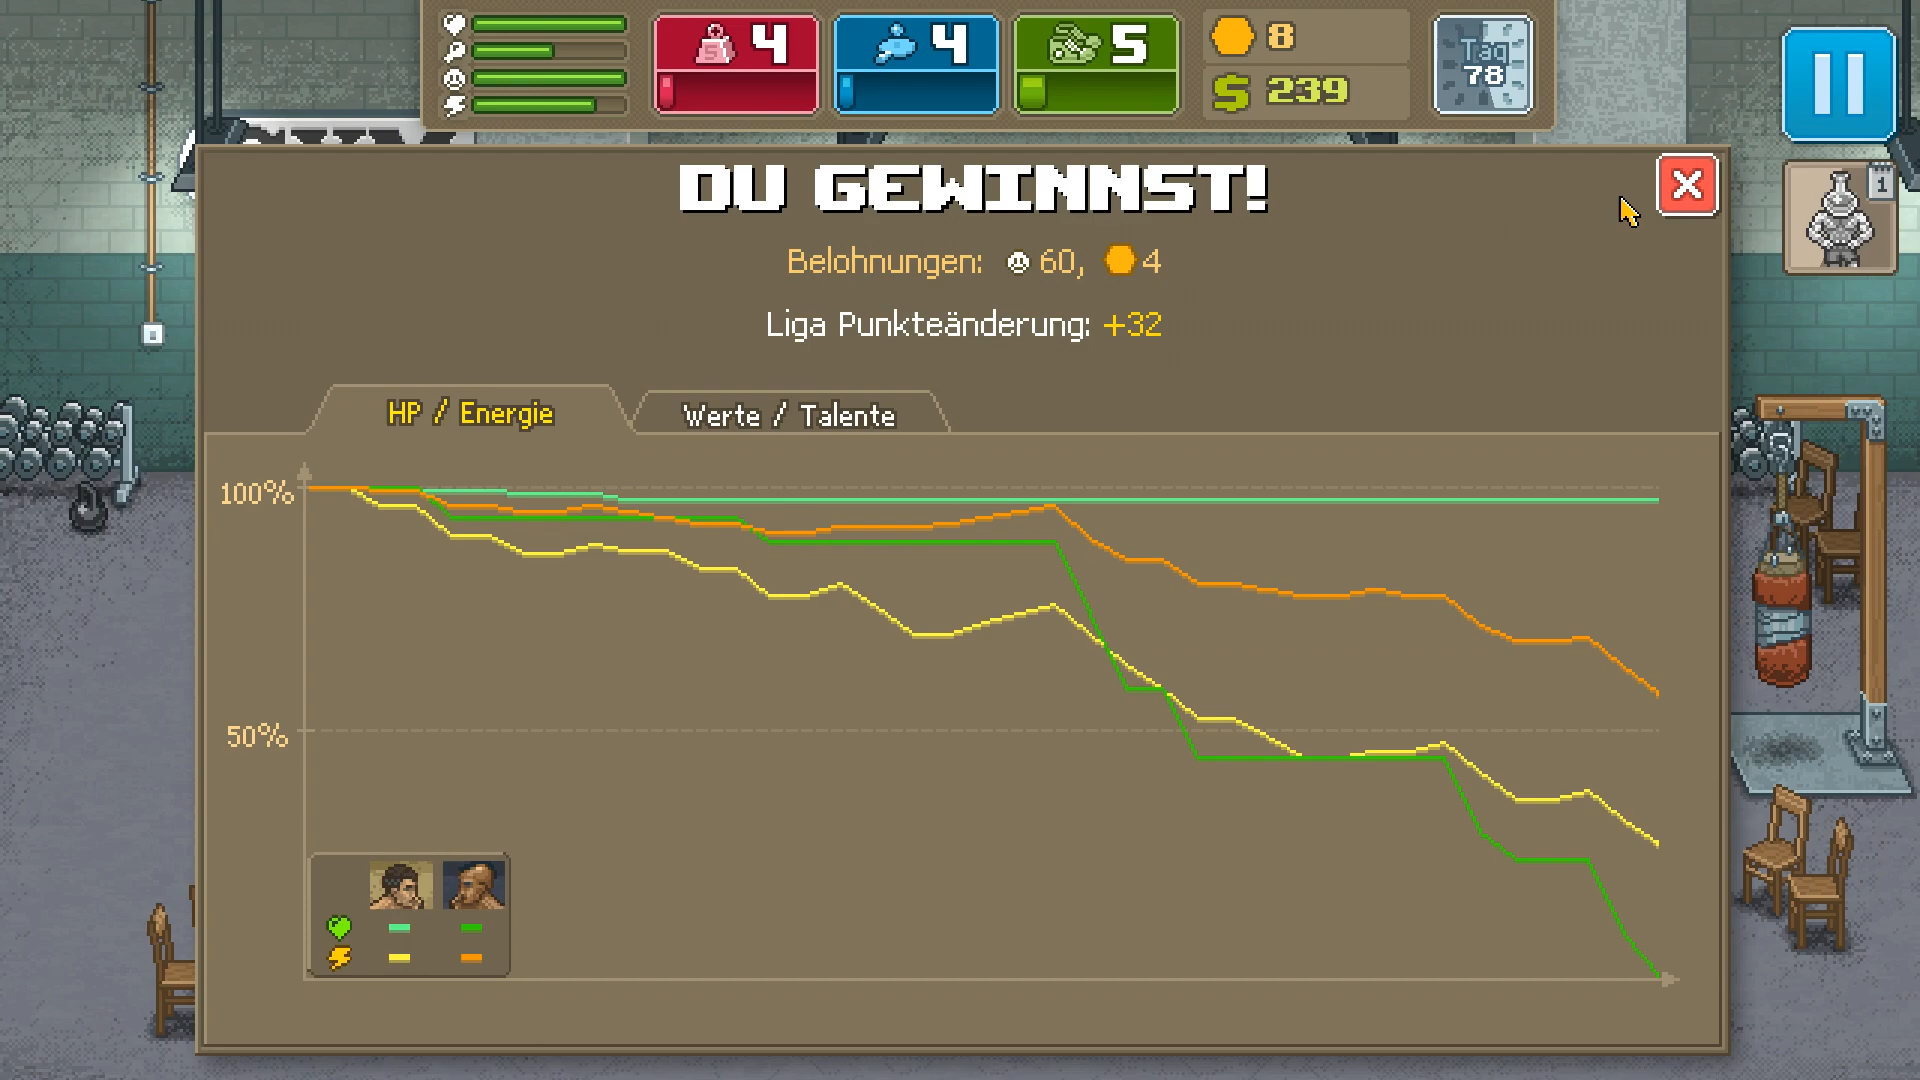 4 4 5 8
239
Tag
78
1
DU GEWINNST!
Belohnungen: 60, 4
Liga Punkteänderung: +32
HP / Energie Werte / Talente
100%
50%